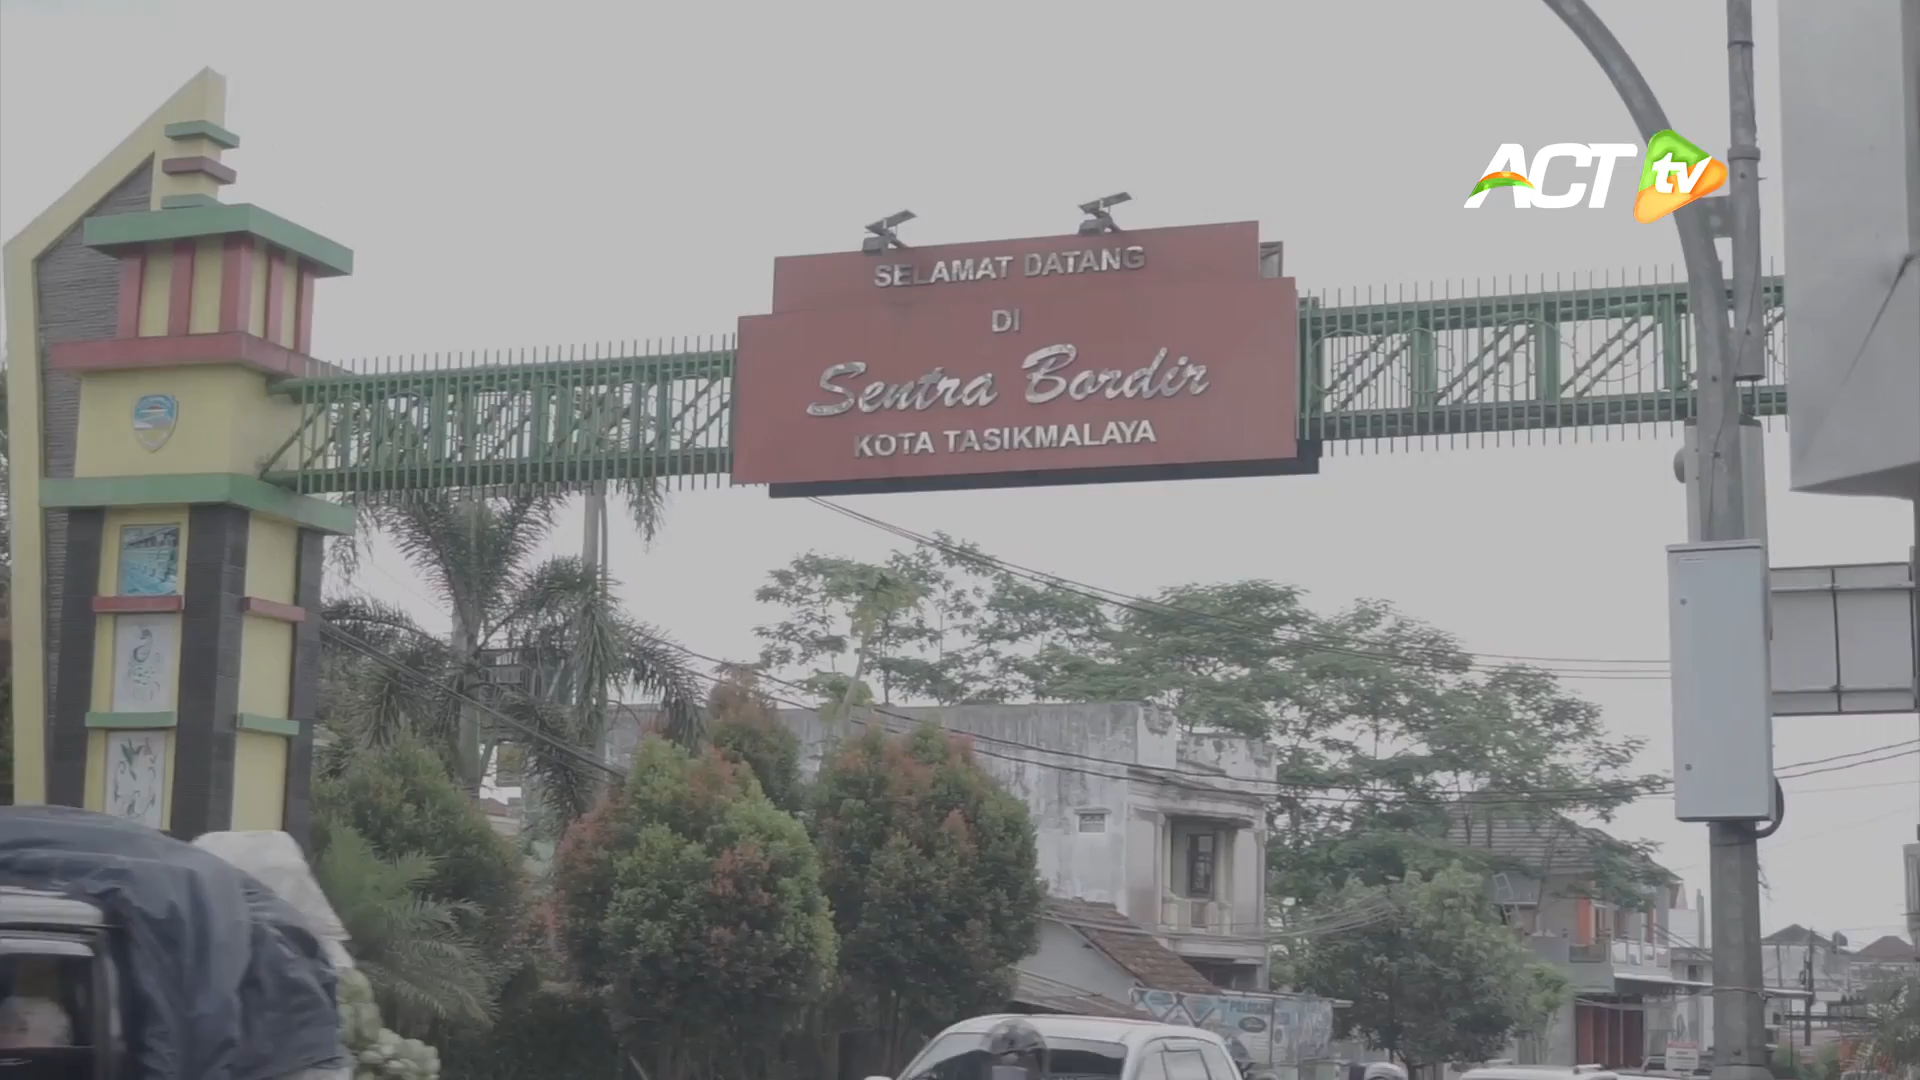 ACT tv
SELAMAT DATANG
DI
Sentra Bordir
KOTA TASIKMALAYA